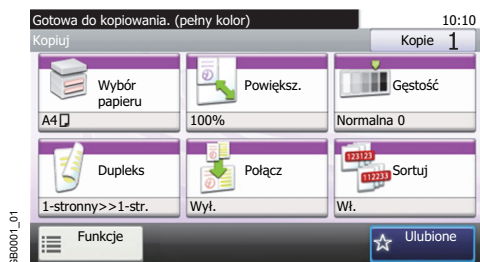 Gotowa do kopiowania. (pełny kolor) 10:10
Kopiuj Kopie 1
Wybór papieru
A4
Powiększ.
100%
Gęstość
Normalna 0
Dupleks
1-stronny>>1-str.
Połącz
Wył.
123123
112233
Sortuj
Wł.
Funkcje
Ulubione
GB0001_01